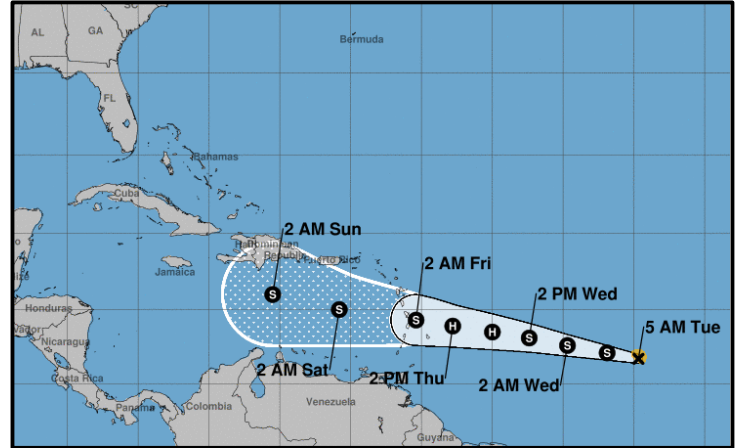 SC
AL
GA
Bermuda
FL
Bahamas
Cuba
2 AM Sun
H
Dominican
Republic
Puerto Rico
Jamaica
2 AM Fri
2 PM Wed
5 AM Tue
Honduras
Nicaragua
S
S
S
H
H
S
S
S
2 AM Sat
2 PM Thu
2 AM Wed
Costa Rica
Panama
Colombia
Venezuela
Guyana